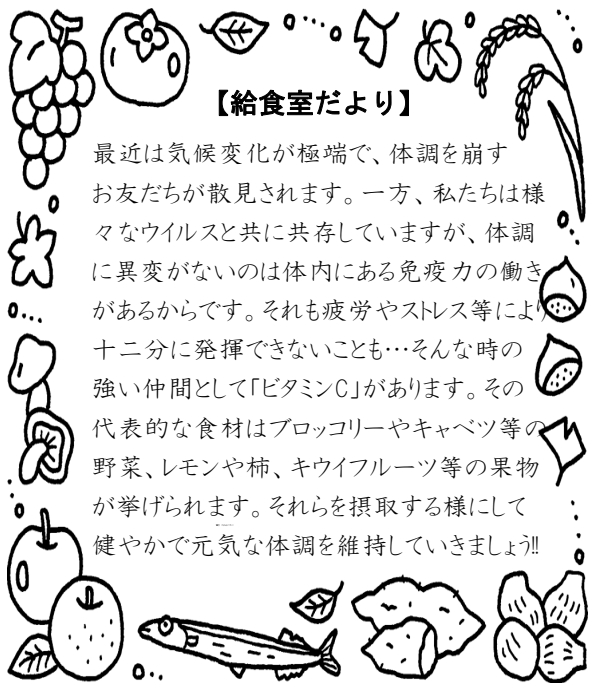 【給食室だより】
最近は気候変化が極端で、体調を崩す
お友だちが散見されます。一方、私たちは様
々なウイルスと共に共存していますが、体調
に異変がないのは体内にある免疫力の働き
があるからです。それも疲労やストレス等により
十二分に発揮できないことも…そんな時の
強い仲間として「ビタミンC」があります。その
代表的な食材はブロッコリーやキャベツ等の
野菜、レモンや柿、キウイフルーツ等の果物
が挙げられます。それらを摂取する様にして
健やかで元気な体調を維持していきましょう!!